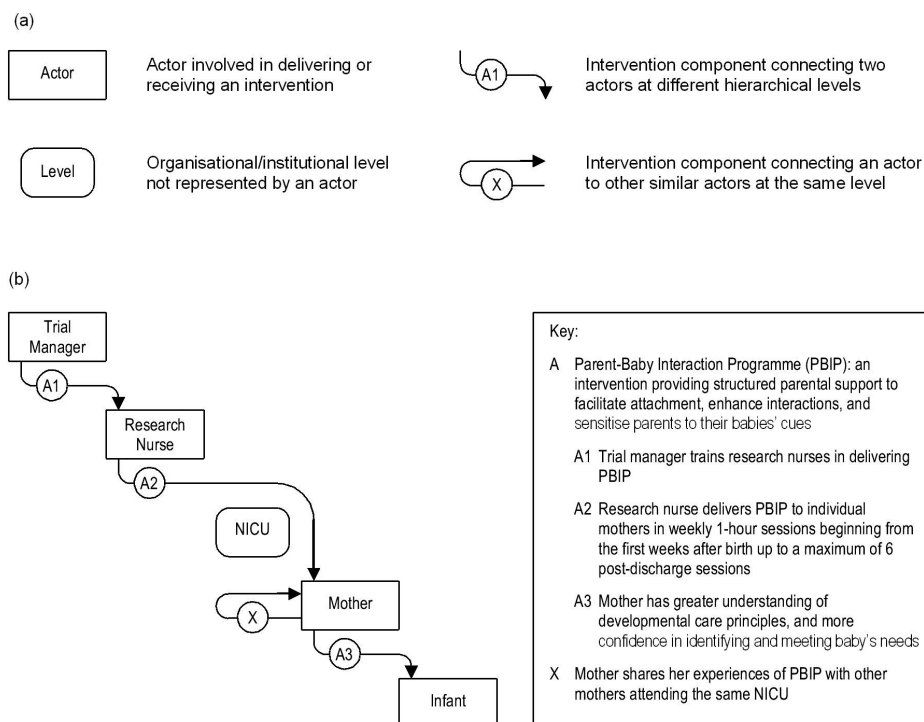 (a)
Actor
Actor involved in delivering or
receiving an intervention
A1
Intervention component connecting two
actors at different hierarchical levels
Level
Organisational/institutional level
not represented by an actor
X
Intervention component connecting an actor
to other similar actors at the same level
(b)
Trial
Manager
A1
Research
Nurse
A2
NICU
Mother
X
A3
Infant
Key:
A Parent-Baby Interaction Programme (PBIP): an
intervention providing structured parental support to
facilitate attachment, enhance interactions, and
sensitise parents to their babies' cues
A1 Trial manager trains research nurses in delivering
PBIP
A2 Research nurse delivers PBIP to individual
mothers in weekly 1-hour sessions beginning from
the first weeks after birth up to a maximum of 6
post-discharge sessions
A3 Mother has greater understanding of
developmental care principles, and more
confidence in identifying and meeting baby's needs
X Mother shares her experiences of PBIP with other
mothers attending the same NICU